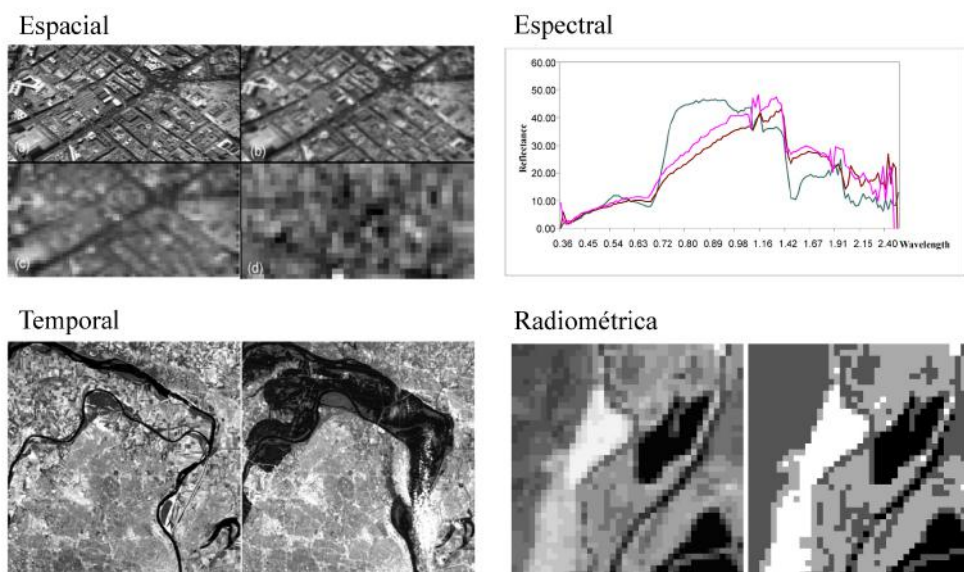 Espacial
(a)
(b)
(c)
(d)
Espectral
60.00
50.00
40.00
30.00
20.00
10.00
0.00
Reflectance
0.36 0.45 0.54 0.63 0.72 0.80 0.89 0.98 1.16 1.42 1.67 1.91 2.15 2.40 Wavelength
Temporal
Radiométrica